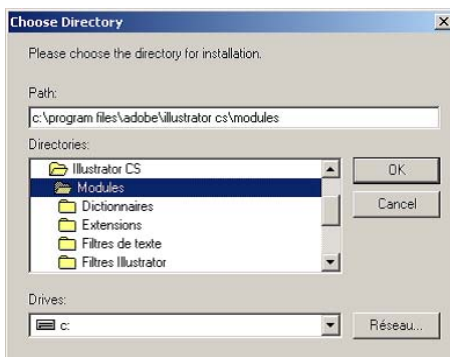 Choose Directory
Please choose the directory for installation.
Path:
c:\program files\adobe\illustrator cs\modules
Directories:
Illustrator CS
Modules
Dictionnaires
Extensions
Filtres de texte
Filtres Illustrator
OK
Cancel
Drives:
c:
Réseau...